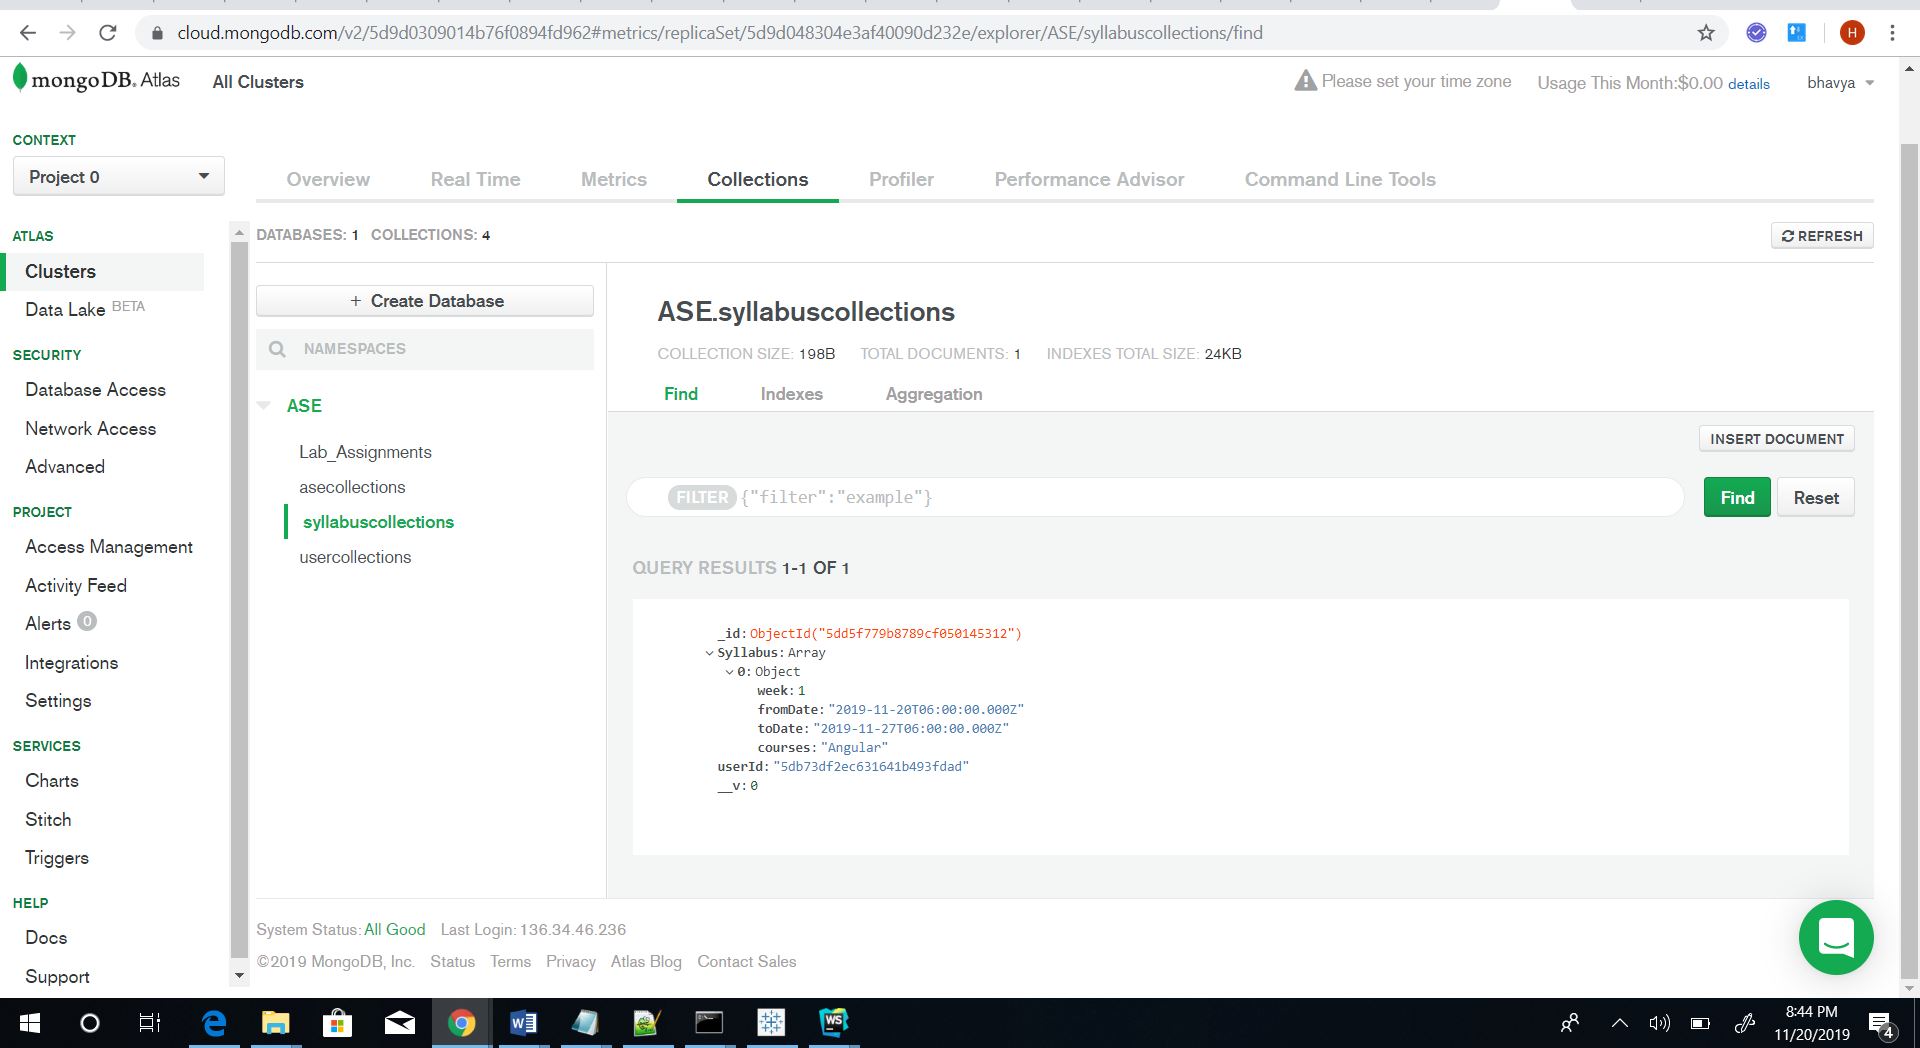 cloud.mongodb.com/v2/5d9d0309014b76f0894fd962#metrics/replicaSet/5d9d048304e3af40090d232e/explorer/ASE/syllabuscollections/find
H
mongoDB. Atlas
All Clusters
Please set your time zone
Usage This Month:$0.00 details
bhavya
CONTEXT
Project 0
Overview
Real Time
Metrics
Collections
Profiler
Performance Advisor
Command Line Tools
ATLAS
Clusters
Data Lake BETA
SECURITY
Database Access
Network Access
Advanced
PROJECT
Access Management
Activity Feed
Alerts 0
Integrations
Settings
SERVICES
Charts
Stitch
Triggers
HELP
Docs
Support
DATABASES: 1 COLLECTIONS: 4
REFRESH
+ Create Database
NAMESPACES
ASE
Lab_Assignments
asecollections
syllabuscollections
usercollections
ASE.syllabuscollections
COLLECTION SIZE: 198B TOTAL DOCUMENTS: 1 INDEXES TOTAL SIZE: 24KB
Find
Indexes
Aggregation
INSERT DOCUMENT
FILTER {"filter":"example"}
Find
Reset
QUERY RESULTS 1-1 OF 1
_id: ObjectId("5dd5f779b8789cf050145312")
Syllabus: Array
0: Object
week: 1
fromDate: "2019-11-20T06:00:00.000Z"
toDate: "2019-11-27T06:00:00.000Z"
courses: "Angular"
userId: "5db73df2ec631641b493fdad"
__v: 0
System Status: All Good Last Login: 136.34.46.236
©2019 MongoDB, Inc. Status Terms Privacy Atlas Blog Contact Sales
WS
8:44 PM
11/20/2019
4